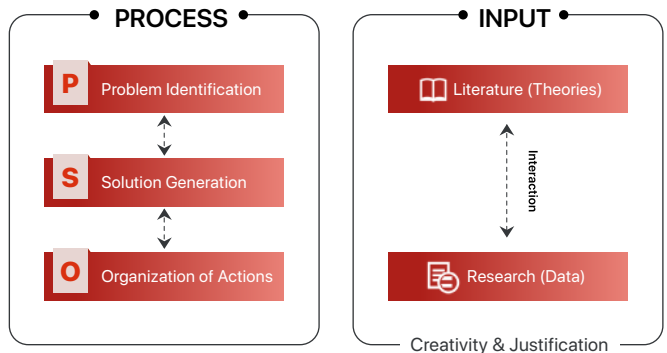 PROCESS
P Problem Identification
S Solution Generation
O Organization of Actions
INPUT
Literature (Theories)
Interaction
Research (Data)
Creativity & Justification